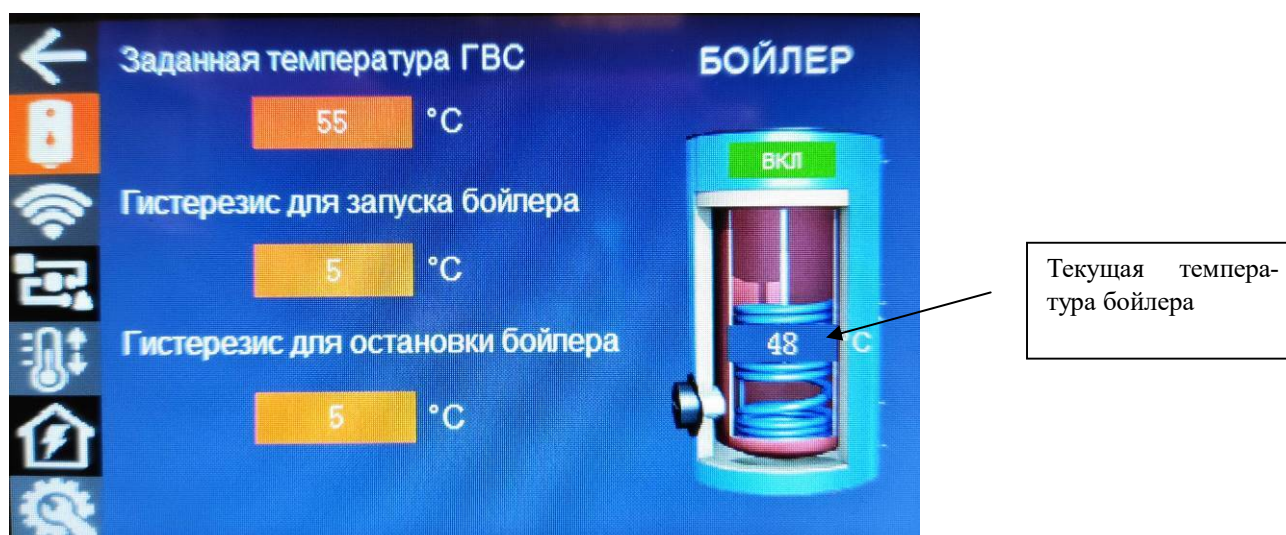 Заданная температура ГВС
БОЙЛЕР
55 °C
ВКЛ
Гистерезис для запуска бойлера
5 °C
Гистерезис для остановки бойлера
48 C
5 °C
Текущая темпера-
тура бойлера